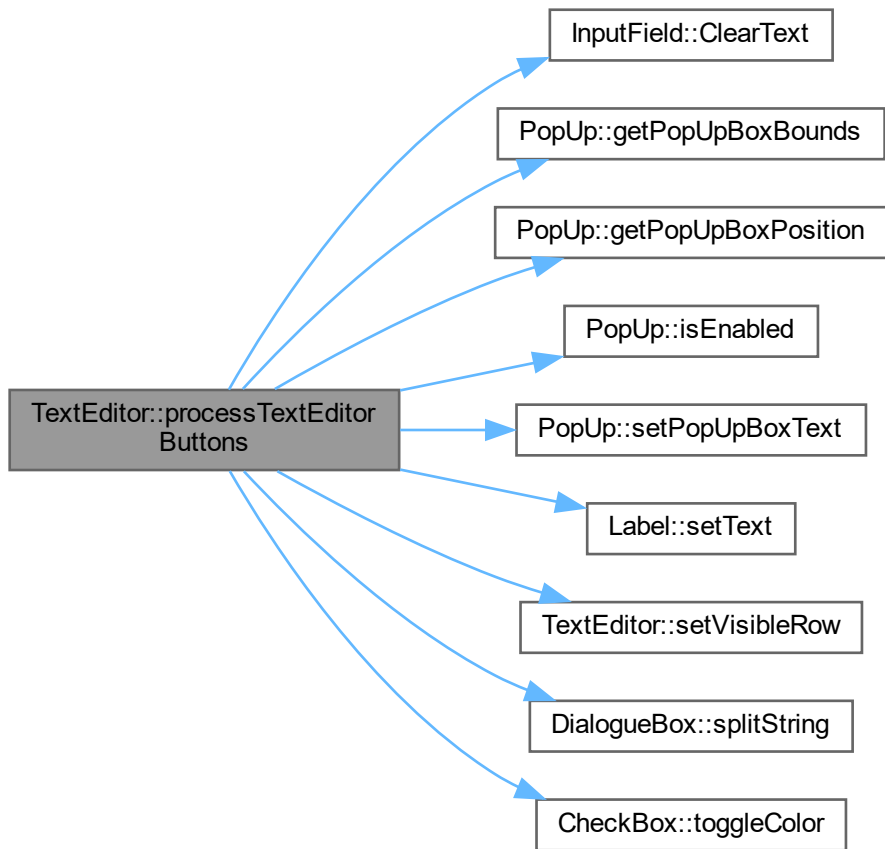 InputField::ClearText
PopUp::getPopUpBoxBounds
PopUp::getPopUpBoxPosition
PopUp::isEnabled
TextEditor::processTextEditor
Buttons
PopUp::setPopUpBoxText
Label::setText
TextEditor::setVisibleRow
DialogueBox::splitString
CheckBox::toggleColor